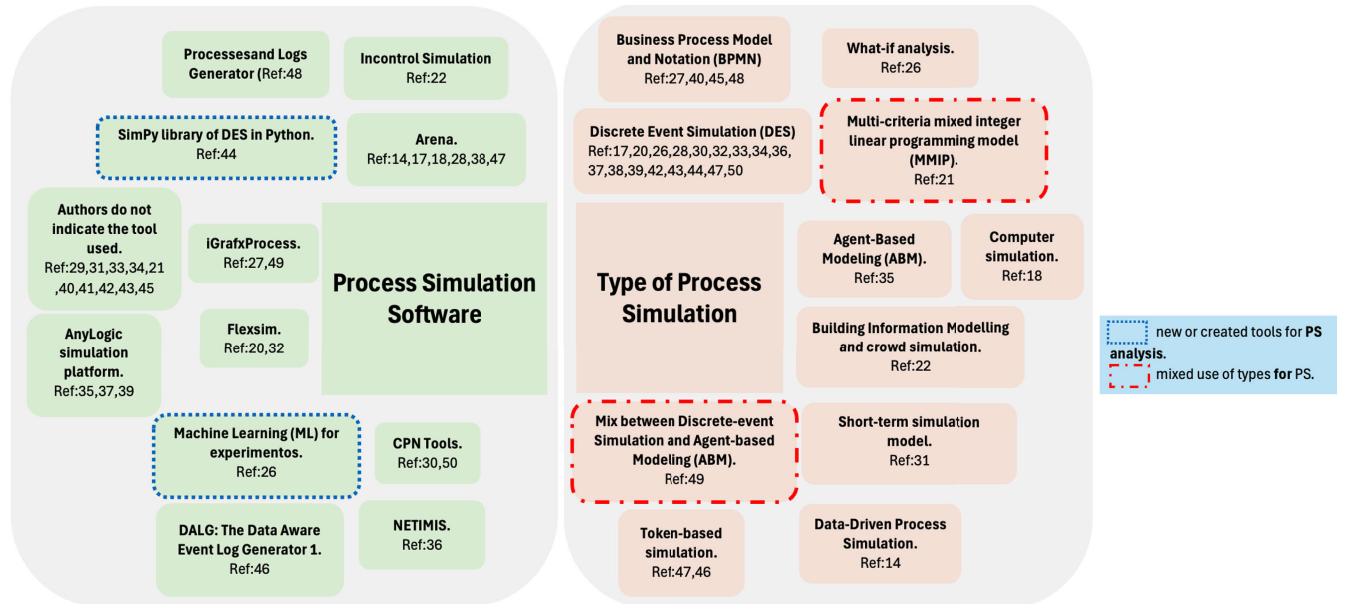 Processesand Logs
Generator (Ref:48
Incontrol Simulation
Ref:22
SimPy library of DES in Python.
Ref:44
Arena.
Ref:14,17,18,28,38,47
Authors do not
indicate the tool
used.
Ref:29,31,33,34,21
,40,41,42,43,45
iGrafxProcess.
Ref:27,49
Process Simulation
Software
AnyLogic
simulation
platform.
Ref:35,37,39
Flexsim.
Ref:20,32
Machine Learning (ML) for
experimentos.
Ref:26
CPN Tools.
Ref:30,50
DALG: The Data Aware
Event Log Generator 1.
Ref:46
NETIMIS.
Ref:36
Business Process Model
and Notation (BPMN)
Ref:27,40,45,48
What-if analysis.
Ref:26
Discrete Event Simulation (DES)
Ref:17,20,26,28,30,32,33,34,36,
37,38,39,42,43,44,47,50
Multi-criteria mixed integer
linear programming model
(MMIP).
Ref:21
Type of Process
Simulation
Agent-Based
Modeling (ABM).
Ref:35
Computer
simulation.
Ref:18
Building Information Modelling
and crowd simulation.
Ref:22
Mix between Discrete-event
Simulation and Agent-based
Modeling (ABM).
Ref:49
Short-term simulation
model.
Ref:31
Token-based
simulation.
Ref:47,46
Data-Driven Process
Simulation.
Ref:14
new or created tools for PS
analysis.
mixed use of types for PS.